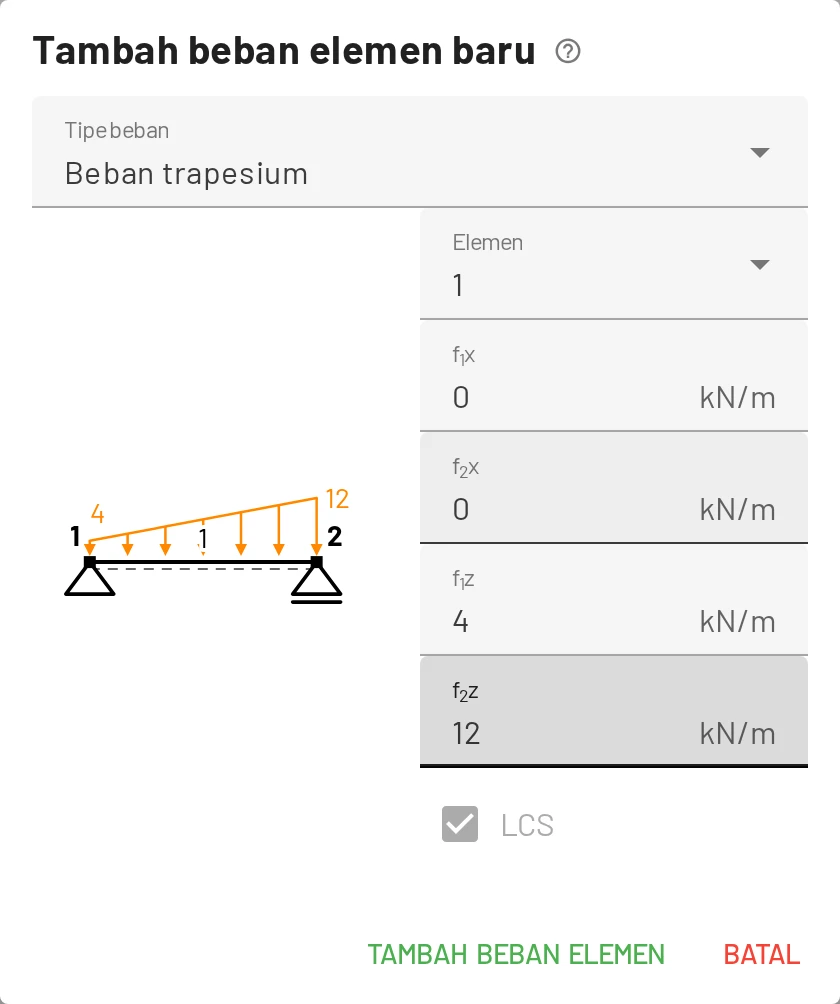 Tambah beban elemen baru
Tipe beban
Beban trapesium
Elemen
1
f₁x
0 kN/m
f₂x
0 kN/m
4
12
1
1
2
f₁z
4 kN/m
f₂z
12 kN/m
LCS
TAMBAH BEBAN ELEMEN
BATAL